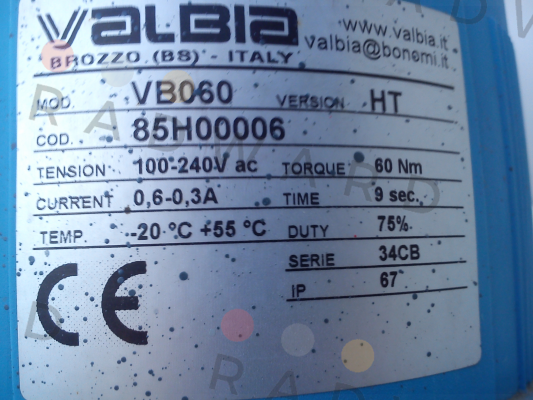 VALBIA
www.valbia.it
BROZZO (BS) - ITALY
valbia@bonomi.it
MOD. VB060 VERSION HT
COD. 85H00006
TENSION 100-240V ac TORQUE 60 Nm
CURRENT 0,6-0,3A TIME 9 sec.
TEMP. -20 °C +55 °C DUTY 75%
SERIE 34CB
IP 67
CE
RADWARD
RADWARD